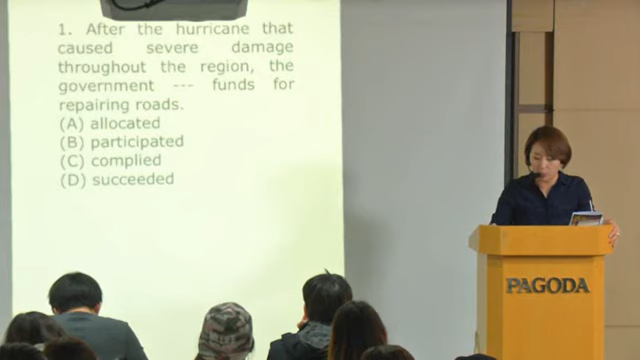 1. After the hurricane that
caused severe damage
throughout the region, the
government --- funds for
repairing roads.
(A) allocated
(B) participated
(C) complied
(D) succeeded
PAGODA